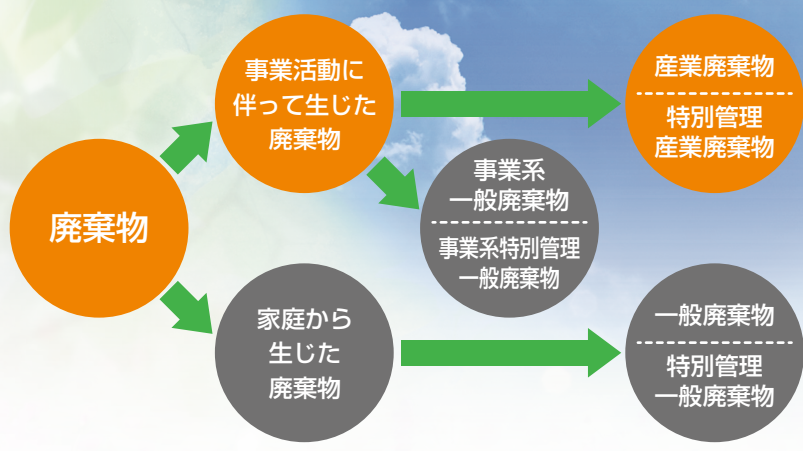 廃棄物
事業活動に
伴って生じた
廃棄物
産業廃棄物
特別管理
産業廃棄物
事業系
一般廃棄物
事業系特別管理
一般廃棄物
家庭から
生じた
廃棄物
一般廃棄物
特別管理
一般廃棄物